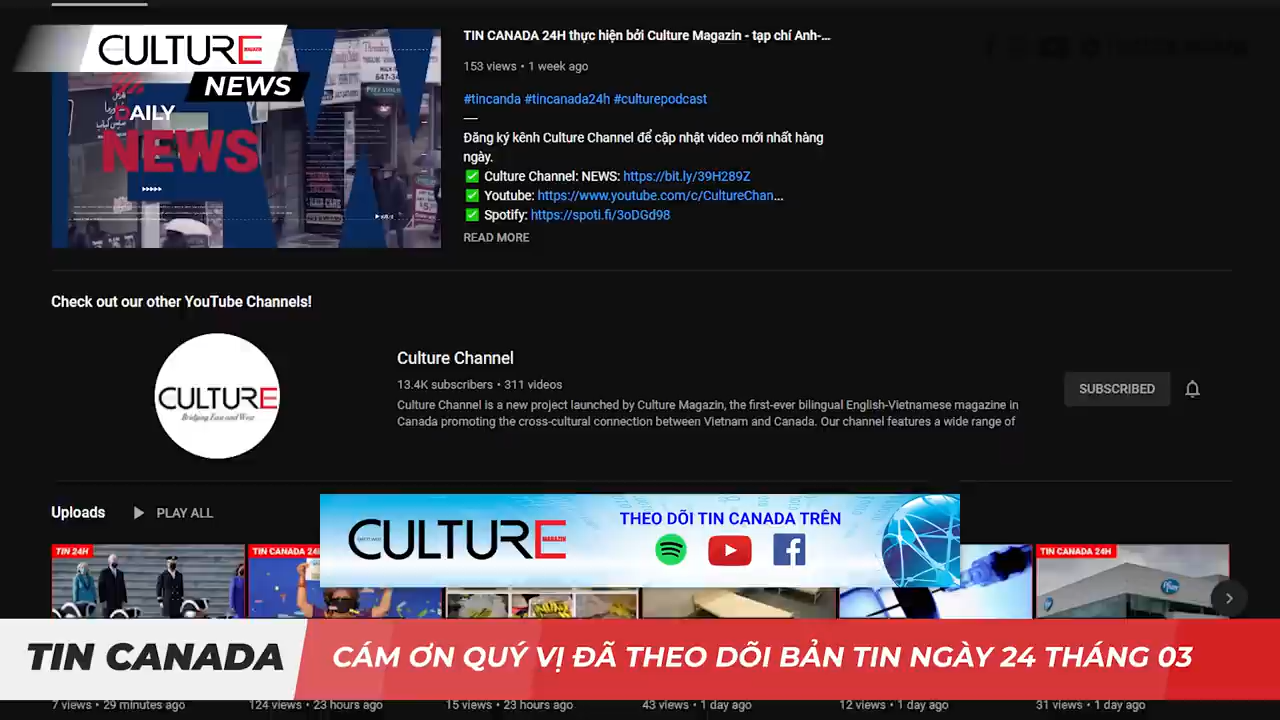 CULTURE MAGAZIN
NEWS
DAILY
NEWS
TIN CANADA 24H thực hiện bởi Culture Magazin - tạp chí Anh-...
153 views • 1 week ago
#tincanda #tincanada24h #culturepodcast
—
Đăng ký kênh Culture Channel để cập nhật video mới nhất hàng
ngày.
✅ Culture Channel: NEWS: https://bit.ly/39H289Z
✅ Youtube: https://www.youtube.com/c/CultureChan...
✅ Spotify: https://spoti.fi/3oDGd98
READ MORE
Check out our other YouTube Channels!
CULTURE
Bridging East and West
Culture Channel
13.4K subscribers • 311 videos
Culture Channel is a new project launched by Culture Magazin, the first-ever bilingual English-Vietnamese magazine in
Canada promoting the cross-cultural connection between Vietnam and Canada. Our channel features a wide range of
SUBSCRIBED
Uploads
PLAY ALL
CULTURE MAGAZIN
THEO DÕI TIN CANADA TRÊN
TIN 24H
TIN CANADA 24H
TIN CANADA 24H
Pfizer
TIN CANADA
CÁM ƠN QUÝ VỊ ĐÃ THEO DÕI BẢN TIN NGÀY 24 THÁNG 03
7 views • 29 minutes ago
124 views • 23 hours ago
15 views • 23 hours ago
43 views • 1 day ago
12 views • 1 day ago
31 views • 1 day ago